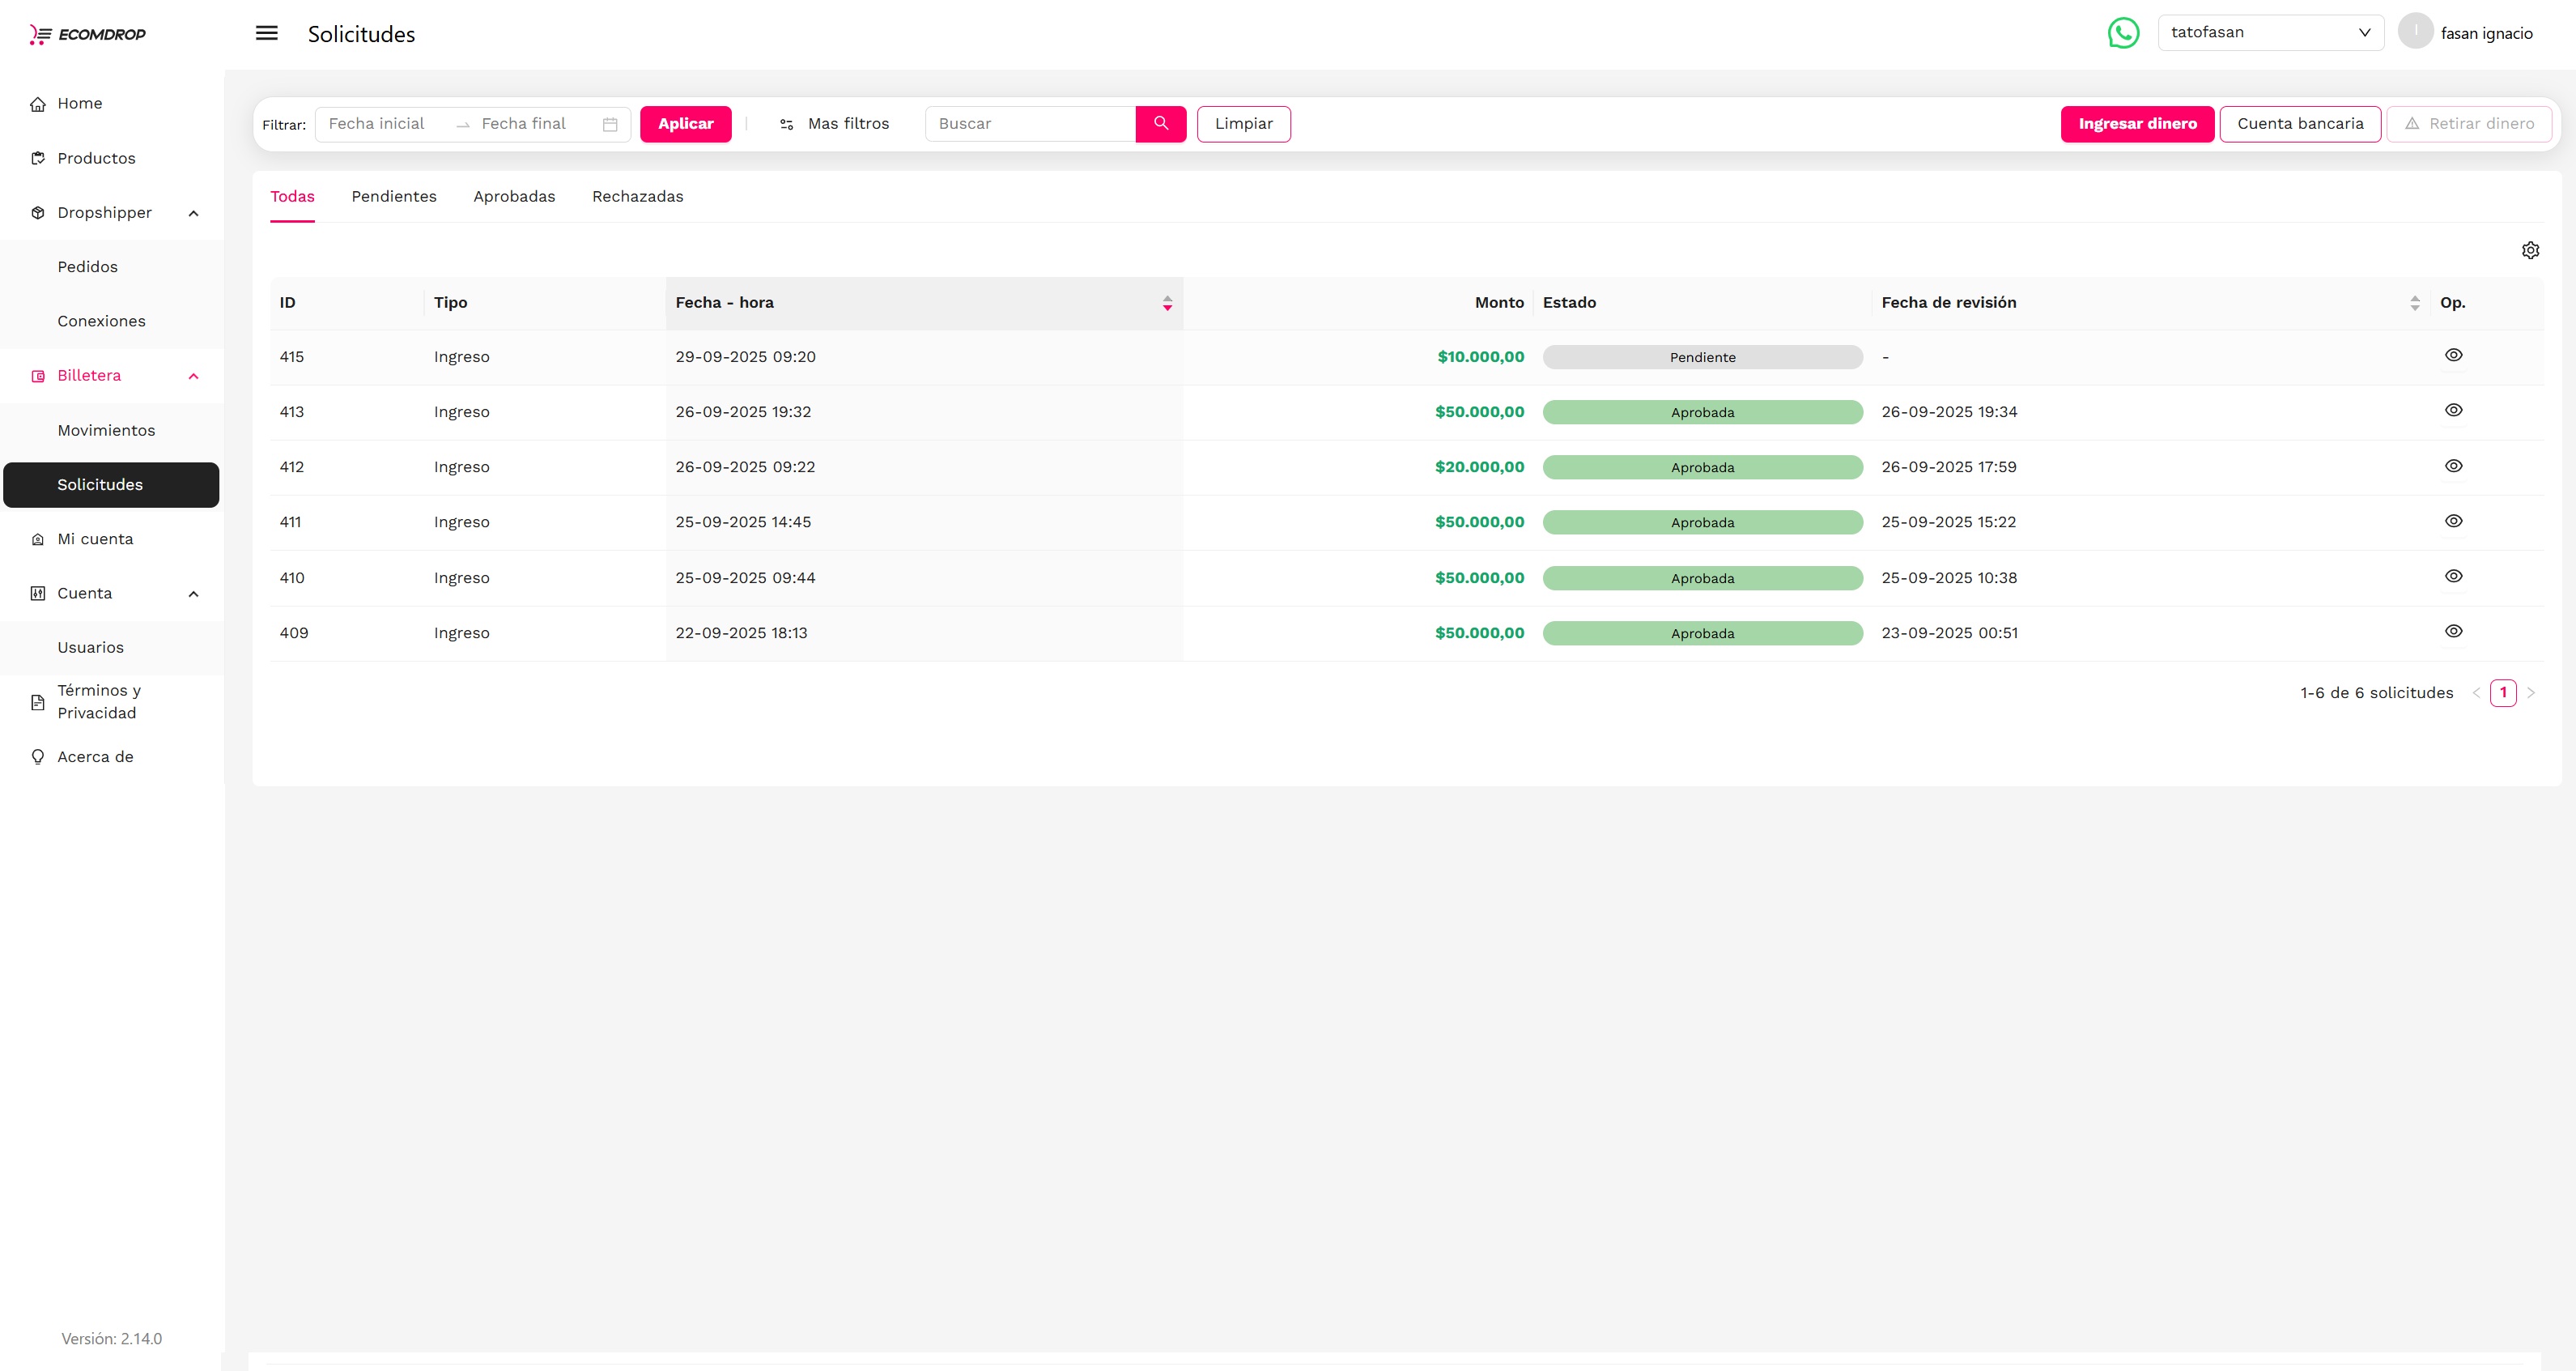 ECOMDROP
Solicitudes
tatofasan
I
fasan ignacio
Home
Productos
Dropshipper
Pedidos
Conexiones
Billetera
Movimientos
Solicitudes
Mi cuenta
Cuenta
Usuarios
Términos y
Privacidad
Acerca de
Versión: 2.14.0
Filtrar: Fecha inicial Fecha final Aplicar Mas filtros Buscar Limpiar Ingresar dinero Cuenta bancaria Retirar dinero
Todas Pendientes Aprobadas Rechazadas
ID Tipo Fecha - hora Monto Estado Fecha de revisión Op.
415 Ingreso 29-09-2025 09:20 $10.000,00 Pendiente -
413 Ingreso 26-09-2025 19:32 $50.000,00 Aprobada 26-09-2025 19:34
412 Ingreso 26-09-2025 09:22 $20.000,00 Aprobada 26-09-2025 17:59
411 Ingreso 25-09-2025 14:45 $50.000,00 Aprobada 25-09-2025 15:22
410 Ingreso 25-09-2025 09:44 $50.000,00 Aprobada 25-09-2025 10:38
409 Ingreso 22-09-2025 18:13 $50.000,00 Aprobada 23-09-2025 00:51
1-6 de 6 solicitudes 1